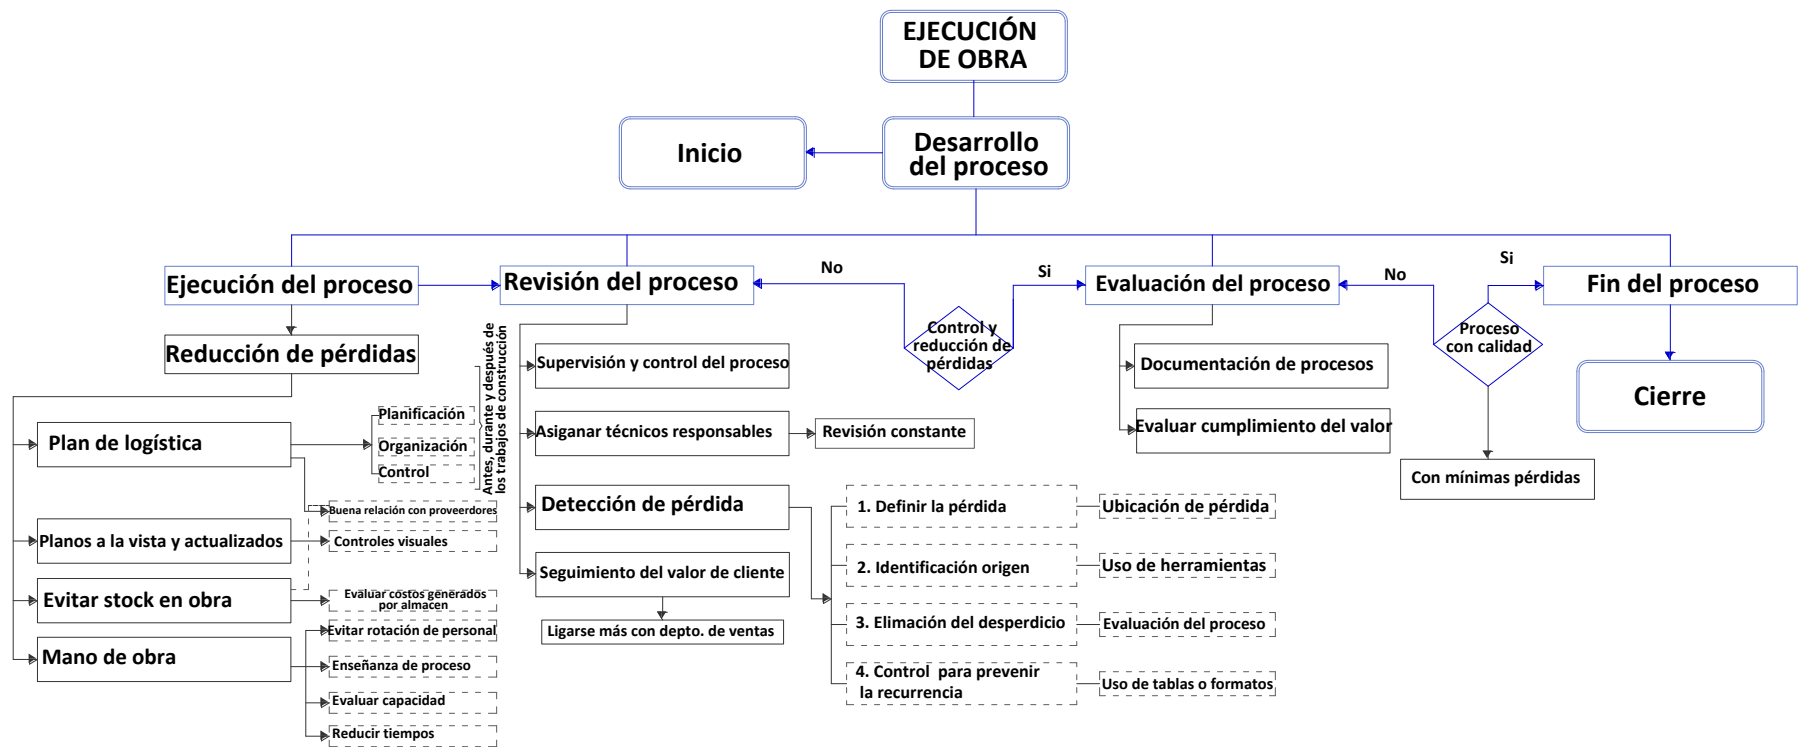 EJECUCIÓN
DE OBRA
Inicio
Desarrollo
del proceso
Ejecución del proceso
Revisión del proceso
No
Si
Evaluación del proceso
No
Si
Fin del proceso
Reducción de pérdidas
Antes, durante y después de
los trabajos de construcción
Control y
reducción de
pérdidas
Proceso
con calidad
Supervisión y control del proceso
Documentación de procesos
Cierre
Plan de logística
Planificación
Organización
Control
Asiganar técnicos responsables
Revisión constante
Evaluar cumplimiento del valor
Con mínimas pérdidas
Buena relación con proveerdores
Detección de pérdida
1. Definir la pérdida
Ubicación de pérdida
Planos a la vista y actualizados
Controles visuales
Seguimiento del valor de cliente
2. Identificación origen
Uso de herramientas
Evitar stock en obra
Evaluar costos generados
por almacen
Ligarse más con depto. de ventas
3. Elimación del desperdicio
Evaluación del proceso
Mano de obra
Evitar rotación de personal
Enseñanza de proceso
Evaluar capacidad
Reducir tiempos
4. Control para prevenir
la recurrencia
Uso de tablas o formatos